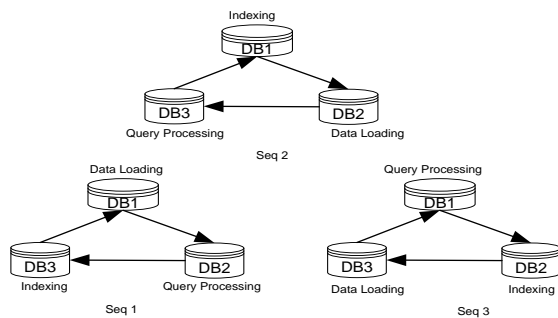 Indexing
DB1
DB3
DB2
Query Processing
Data Loading
Seq 2
Data Loading
DB1
DB3
DB2
Indexing
Query Processing
Seq 1
Query Processing
DB1
DB3
DB2
Data Loading
Indexing
Seq 3